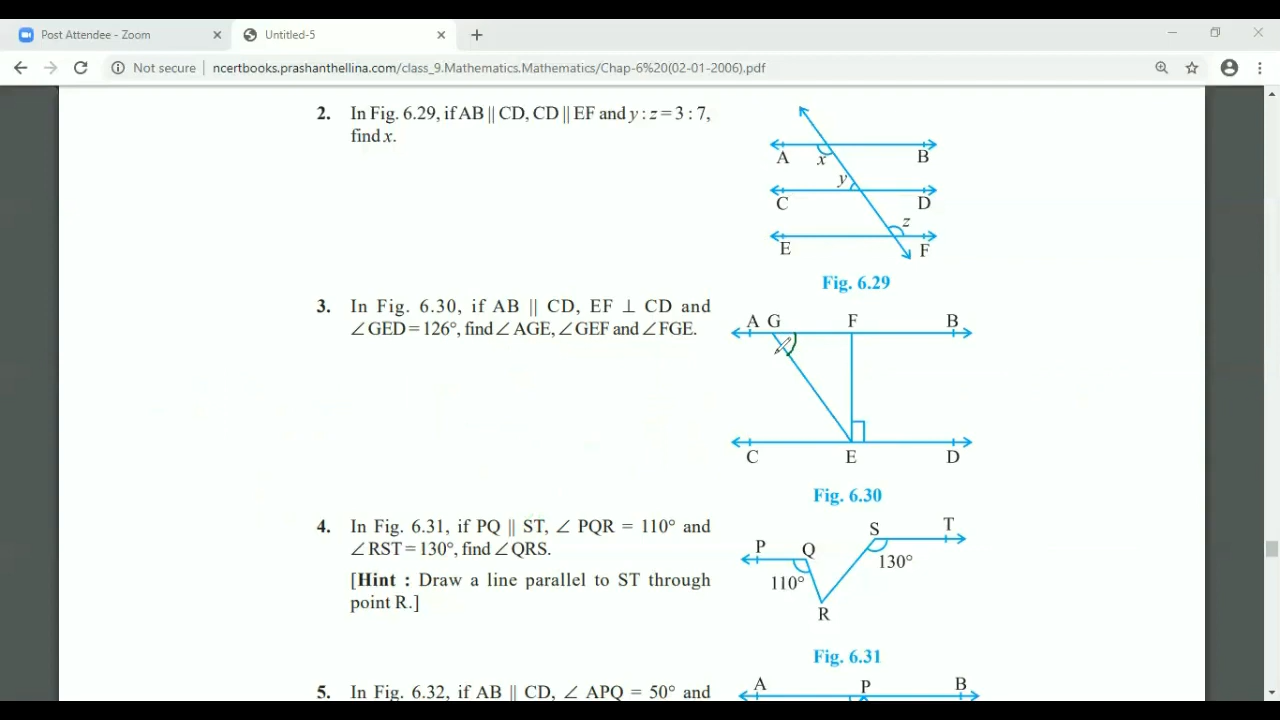 Post Attendee - Zoom
Untitled-5
Not secure
ncertbooks.prashanthellina.com/class_9.Mathematics.Mathematics/Chap-6%20(02-01-2006).pdf
2. In Fig. 6.29, if AB || CD, CD || EF and y : z = 3 : 7,
find x.
A x B
y
C D
z
E F
Fig. 6.29
3. In Fig. 6.30, if AB || CD, EF ⊥ CD and
∠ GED = 126°, find ∠ AGE, ∠ GEF and ∠ FGE.
A G F B
C E D
Fig. 6.30
4. In Fig. 6.31, if PQ || ST, ∠ PQR = 110° and
∠ RST = 130°, find ∠ QRS.
[Hint : Draw a line parallel to ST through
point R.]
S T
P Q
130°
110°
R
Fig. 6.31
5. In Fig. 6.32, if AB || CD, ∠ APQ = 50° and
A P B